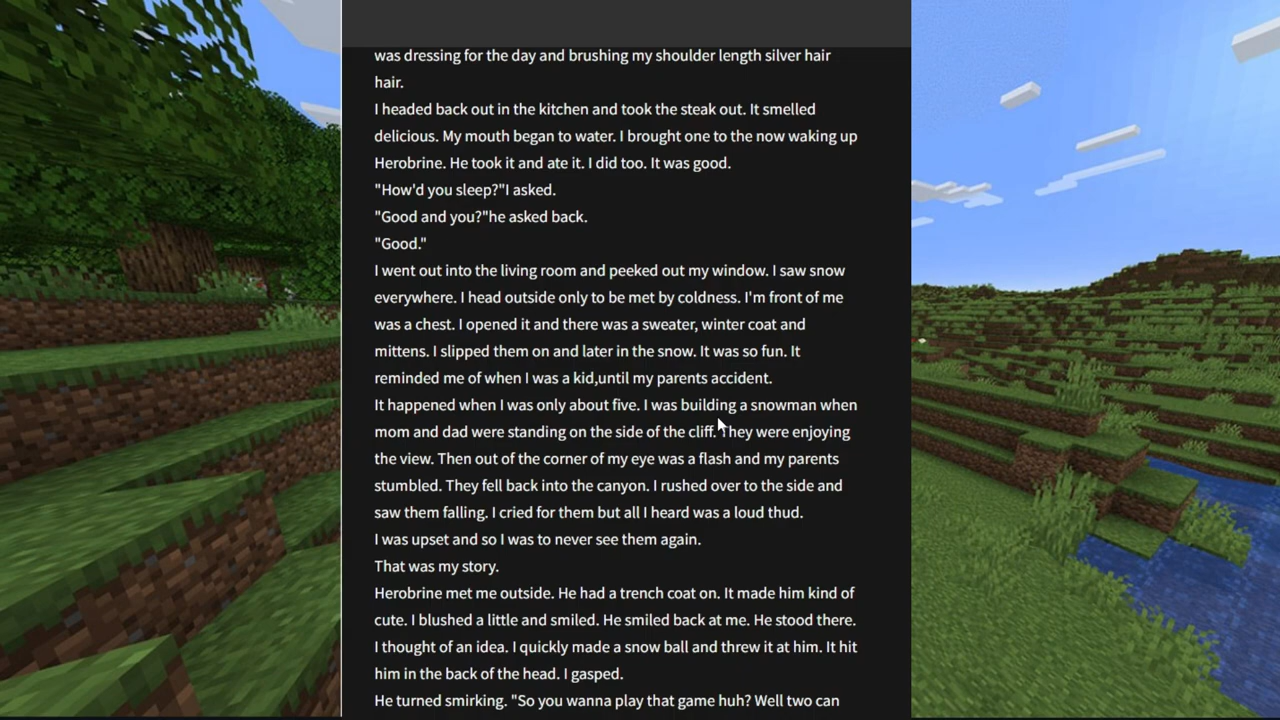 was dressing for the day and brushing my shoulder length silver hair
hair.
I headed back out in the kitchen and took the steak out. It smelled
delicious. My mouth began to water. I brought one to the now waking up
Herobrine. He took it and ate it. I did too. It was good.
"How'd you sleep?"I asked.
"Good and you?"he asked back.
"Good."
I went out into the living room and peeked out my window. I saw snow
everywhere. I head outside only to be met by coldness. I'm front of me
was a chest. I opened it and there was a sweater, winter coat and
mittens. I slipped them on and later in the snow. It was so fun. It
reminded me of when I was a kid,until my parents accident.
It happened when I was only about five. I was building a snowman when
mom and dad were standing on the side of the cliff. They were enjoying
the view. Then out of the corner of my eye was a flash and my parents
stumbled. They fell back into the canyon. I rushed over to the side and
saw them falling. I cried for them but all I heard was a loud thud.
I was upset and so I was to never see them again.
That was my story.
Herobrine met me outside. He had a trench coat on. It made him kind of
cute. I blushed a little and smiled. He smiled back at me. He stood there.
I thought of an idea. I quickly made a snow ball and threw it at him. It hit
him in the back of the head. I gasped.
He turned smirking. "So you wanna play that game huh? Well two can